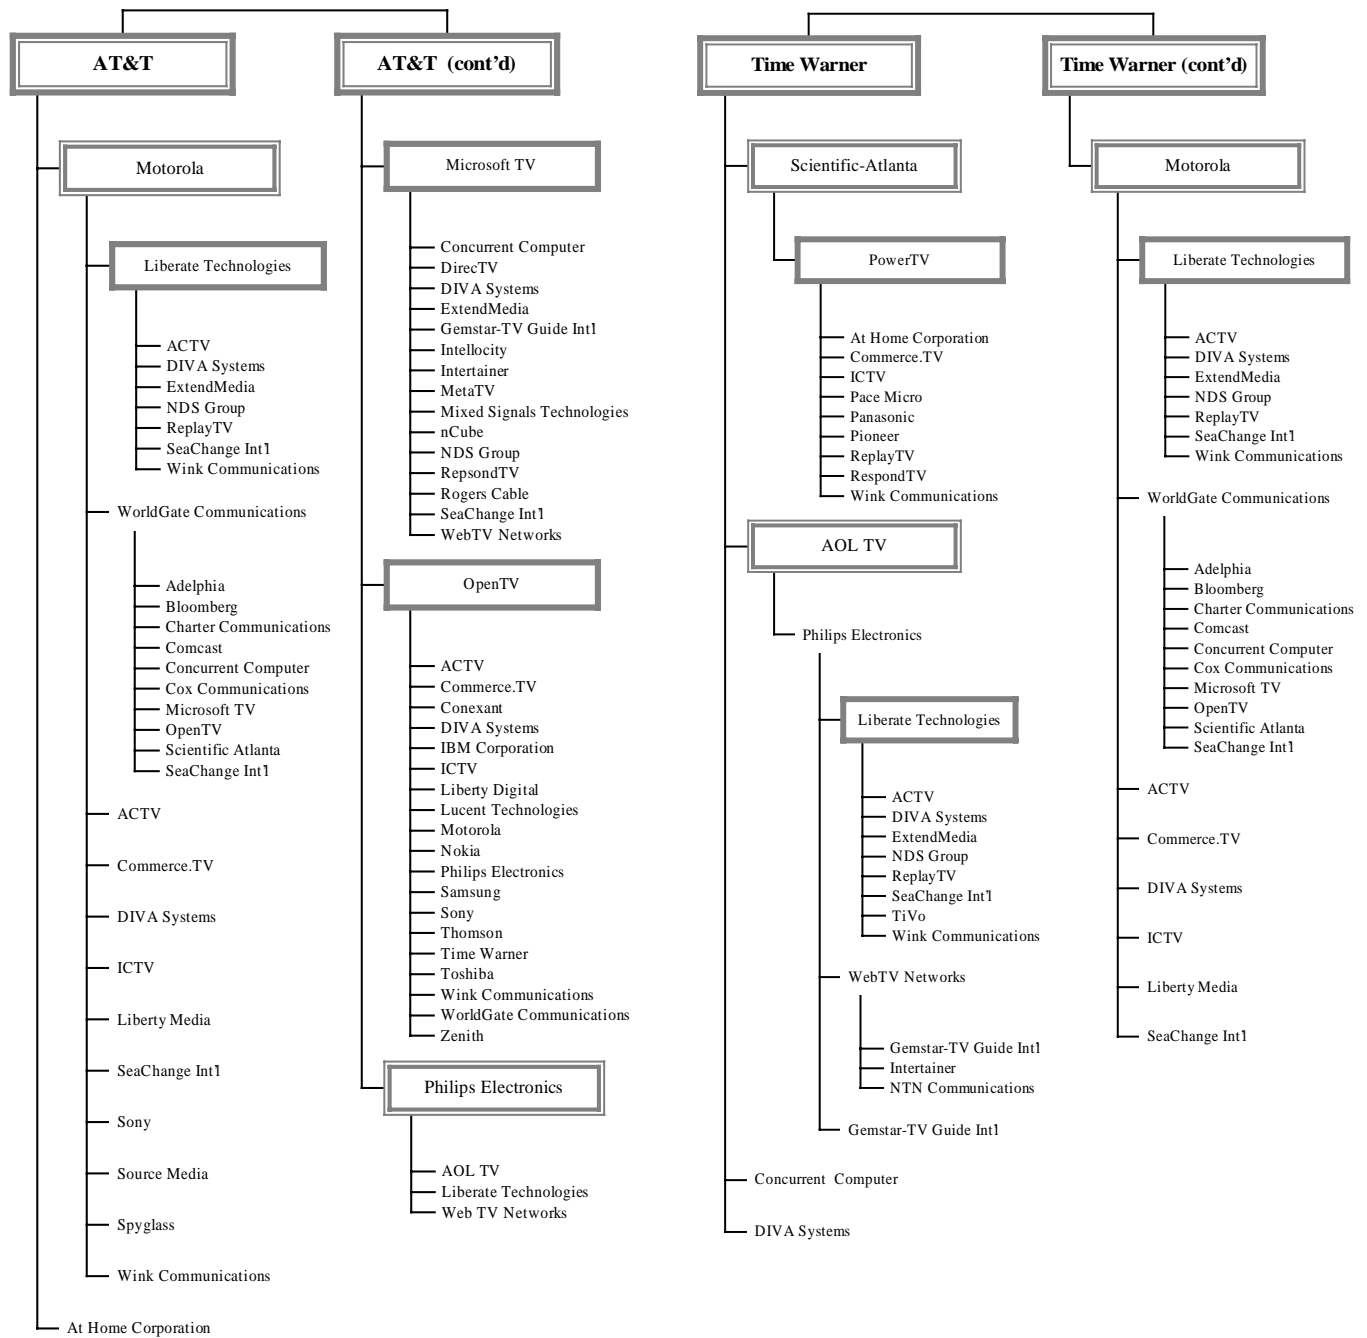 AT&T
Motorola
Liberate Technologies
ACTV
DIVA Systems
ExtendMedia
NDS Group
ReplayTV
SeaChange Int'l
Wink Communications
WorldGate Communications
Adelphia
Bloomberg
Charter Communications
Comcast
Concurrent Computer
Cox Communications
Microsoft TV
OpenTV
Scientific Atlanta
SeaChange Int'l
ACTV
Commerce.TV
DIVA Systems
ICTV
Liberty Media
SeaChange Int'l
Sony
Source Media
Spyglass
Wink Communications
At Home Corporation
AT&T (cont'd)
Microsoft TV
Concurrent Computer
DirecTV
DIVA Systems
ExtendMedia
Gemstar-TV Guide Int'l
Intellocity
Intertainer
MetaTV
Mixed Signals Technologies
nCube
NDS Group
RepsondTV
Rogers Cable
SeaChange Int'l
WebTV Networks
OpenTV
ACTV
Commerce.TV
Conexant
DIVA Systems
IBM Corporation
ICTV
Liberty Digital
Lucent Technologies
Motorola
Nokia
Philips Electronics
Samsung
Sony
Thomson
Time Warner
Toshiba
Wink Communications
WorldGate Communications
Zenith
Philips Electronics
AOL TV
Liberate Technologies
Web TV Networks
Time Warner
Scientific-Atlanta
PowerTV
At Home Corporation
Commerce.TV
ICTV
Pace Micro
Panasonic
Pioneer
ReplayTV
RespondTV
Wink Communications
AOL TV
Philips Electronics
Liberate Technologies
ACTV
DIVA Systems
ExtendMedia
NDS Group
ReplayTV
SeaChange Int'l
TiVo
Wink Communications
WebTV Networks
Gemstar-TV Guide Int'l
Intertainer
NTN Communications
Gemstar-TV Guide Int'l
Concurrent Computer
DIVA Systems
Time Warner (cont'd)
Motorola
Liberate Technologies
ACTV
DIVA Systems
ExtendMedia
NDS Group
ReplayTV
SeaChange Int'l
Wink Communications
WorldGate Communications
Adelphia
Bloomberg
Charter Communications
Comcast
Concurrent Computer
Cox Communications
Microsoft TV
OpenTV
Scientific Atlanta
SeaChange Int'l
ACTV
Commerce.TV
DIVA Systems
ICTV
Liberty Media
SeaChange Int'l